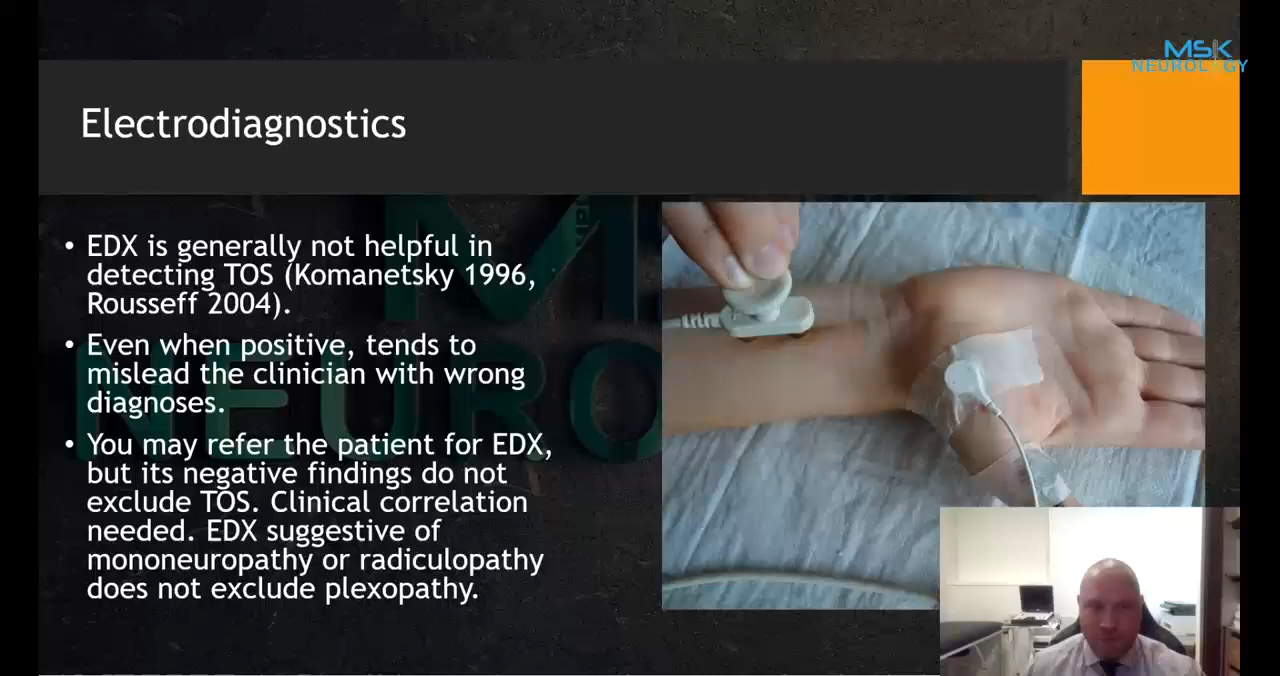 MSK
NEUROLOGY
Electrodiagnostics
• EDX is generally not helpful in
detecting TOS (Komanetsky 1996,
Rousseff 2004).
• Even when positive, tends to
mislead the clinician with wrong
diagnoses.
• You may refer the patient for EDX,
but its negative findings do not
exclude TOS. Clinical correlation
needed. EDX suggestive of
mononeuropathy or radiculopathy
does not exclude plexopathy.
NEURO